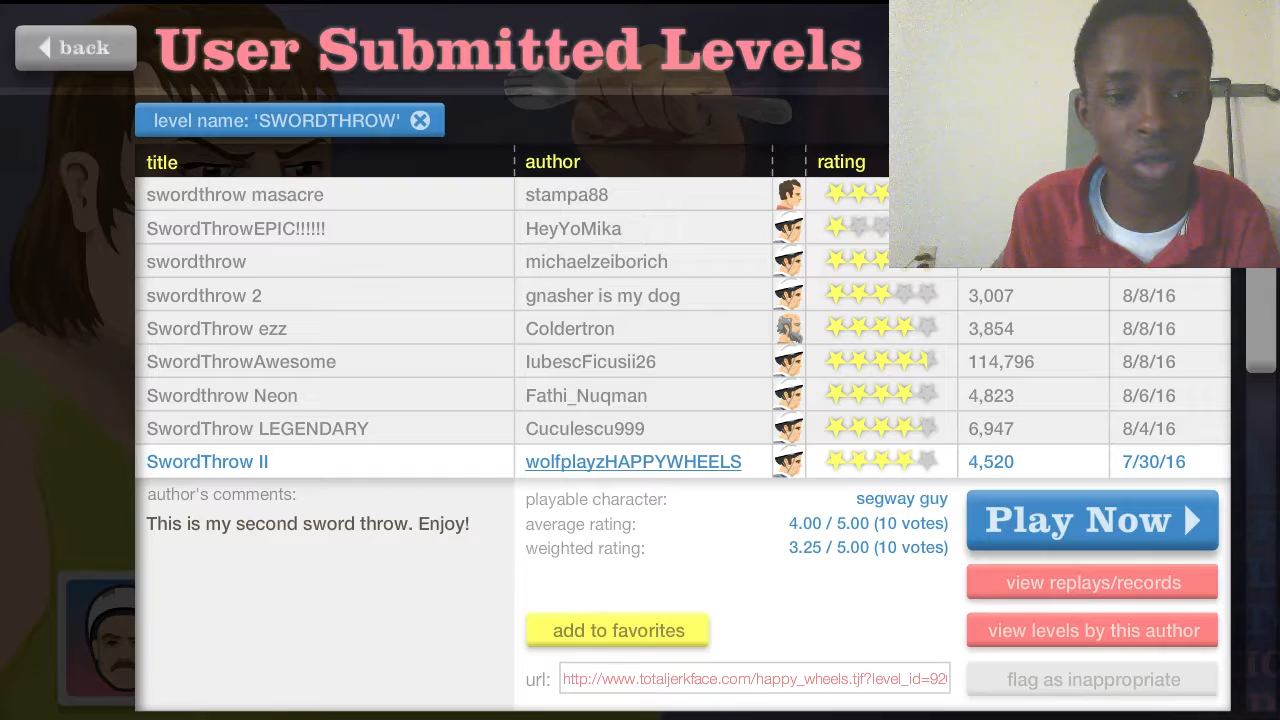 back
User Submitted Levels
level name: 'SWORDTHROW'
title author rating
swordthrow masacre stampa88
SwordThrowEPIC!!!!!! HeyYoMika
swordthrow michaelzeiborich
swordthrow 2 gnasher is my dog 3,007 8/8/16
SwordThrow ezz Coldertron 3,854 8/8/16
SwordThrowAwesome IubescFicusii26 114,796 8/8/16
Swordthrow Neon Fathi_Nuqman 4,823 8/6/16
SwordThrow LEGENDARY Cuculescu999 6,947 8/4/16
SwordThrow II wolfplayzHAPPYWHEELS 4,520 7/30/16
author's comments:
This is my second sword throw. Enjoy!
playable character: segway guy
average rating: 4.00 / 5.00 (10 votes)
weighted rating: 3.25 / 5.00 (10 votes)
add to favorites
url: http://www.totaljerkface.com/happy_wheels.tjf?level_id=92
Play Now
view replays/records
view levels by this author
flag as inappropriate